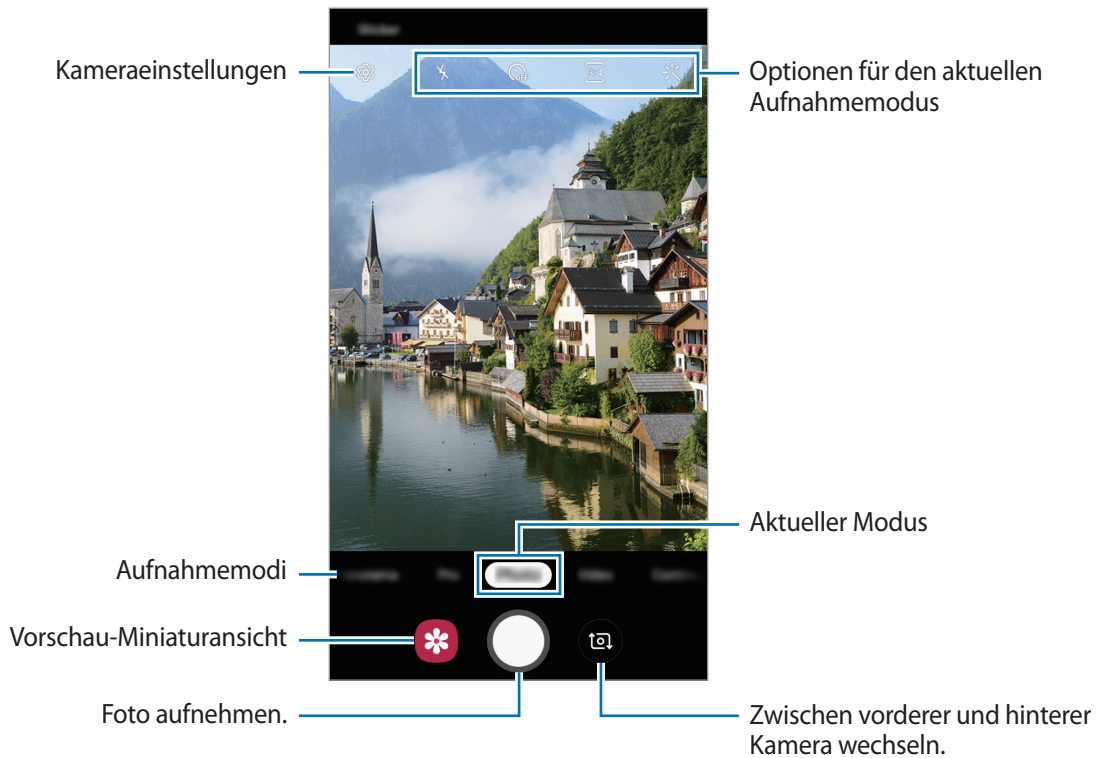 Kameraeinstellungen
Optionen für den aktuellen
Aufnahmemodus
Aktueller Modus
Aufnahmemodi
Vorschau-Miniaturansicht
Foto aufnehmen.
Zwischen vorderer und hinterer
Kamera wechseln.